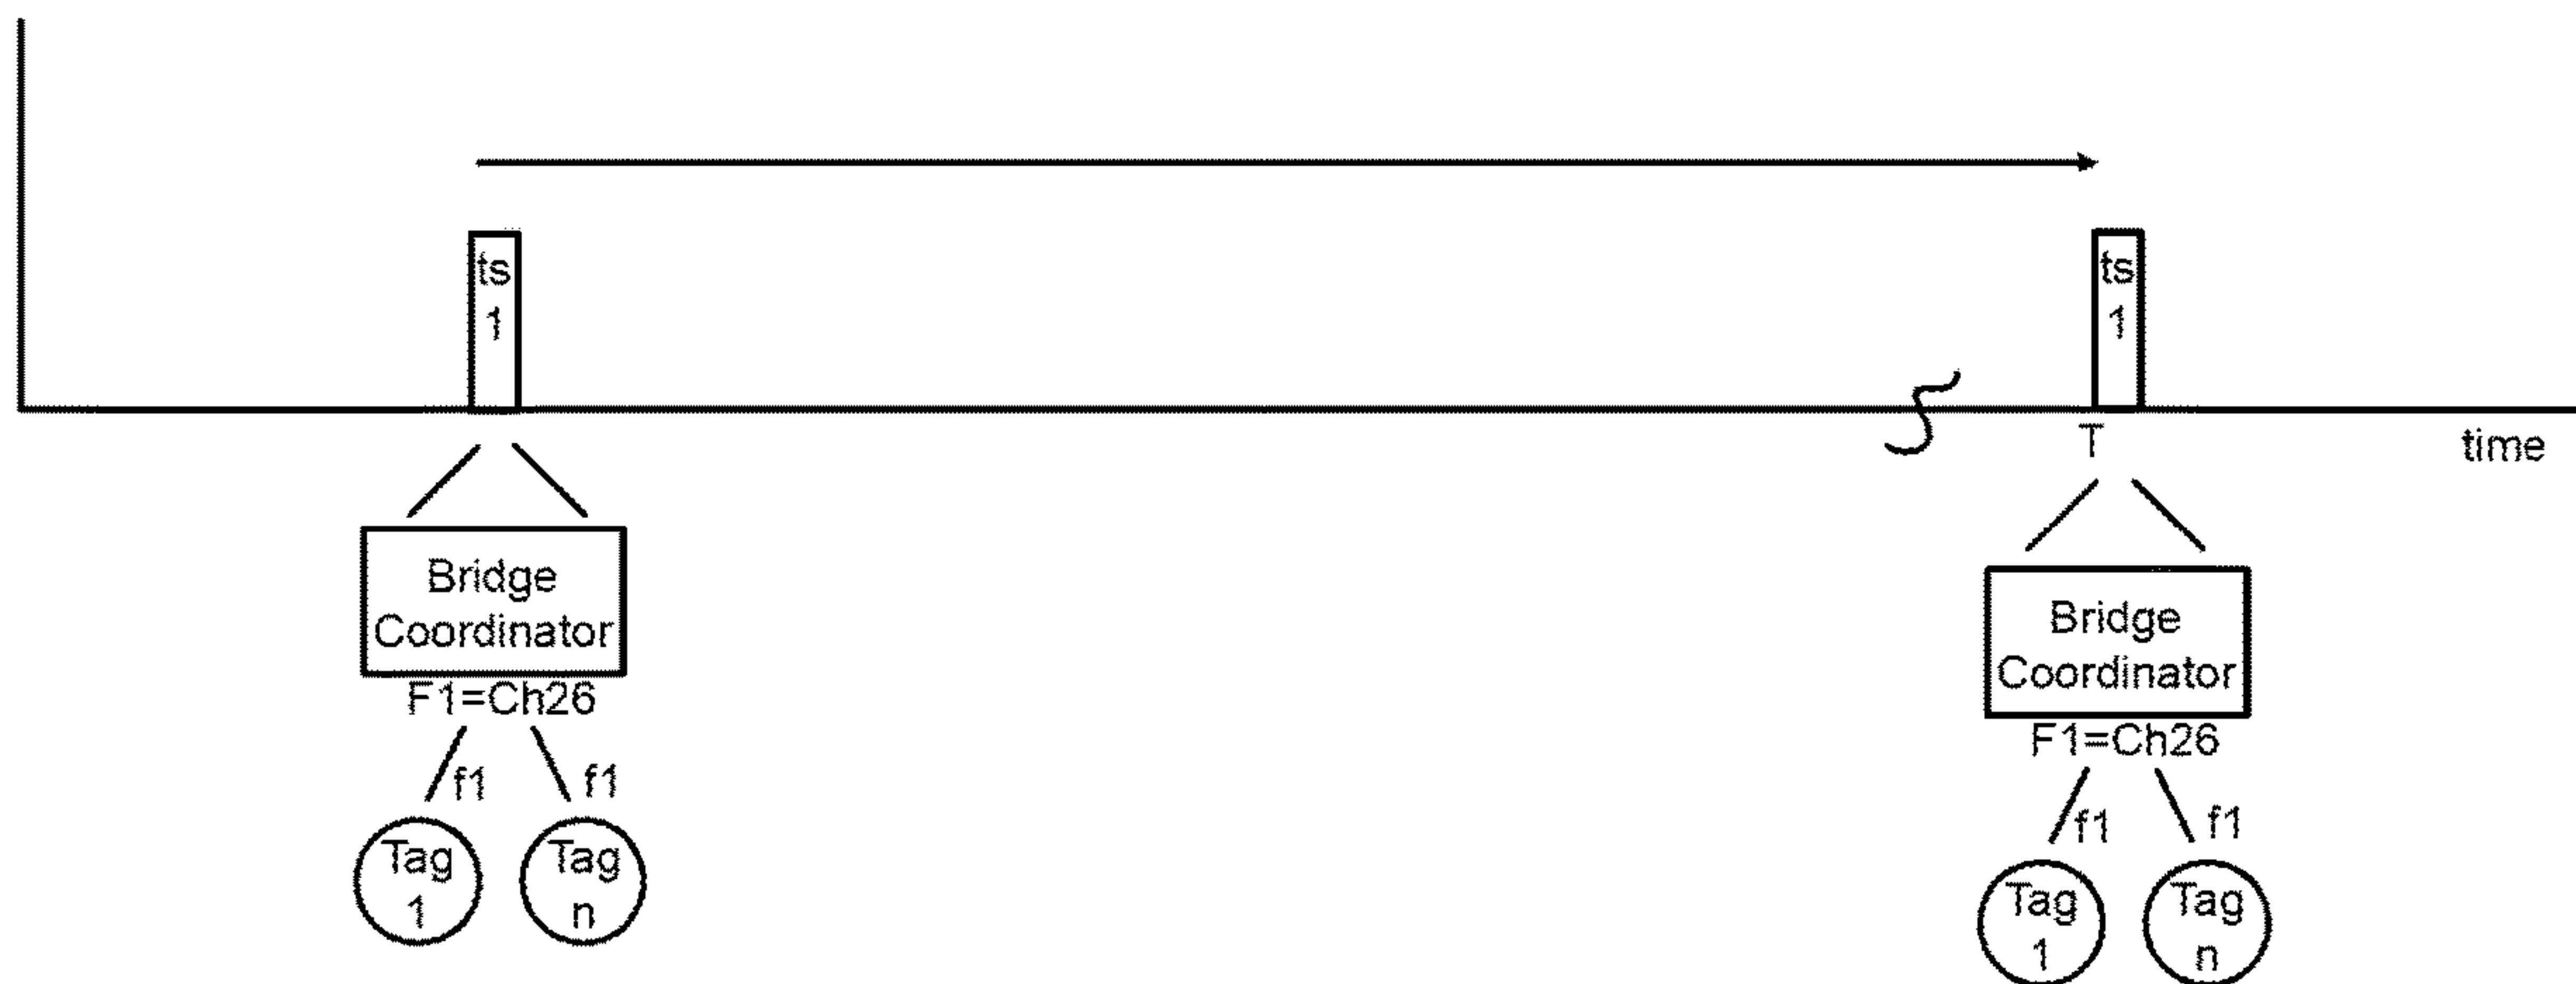 ts
1
ts
1
T
time
Bridge
Coordinator
F1=Ch26
f1
f1
Tag
1
Tag
n
Bridge
Coordinator
F1=Ch26
f1
f1
Tag
1
Tag
n